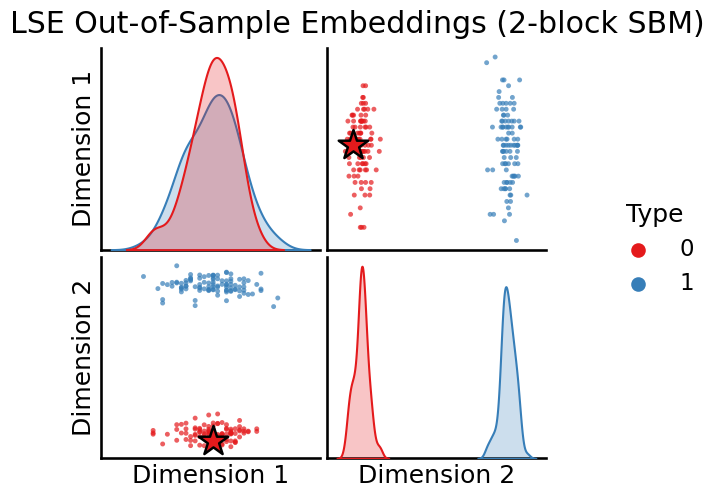 LSE Out-of-Sample Embeddings (2-block SBM)
Dimension 1
Dimension 2
Dimension 1
Dimension 2
Type
0
1